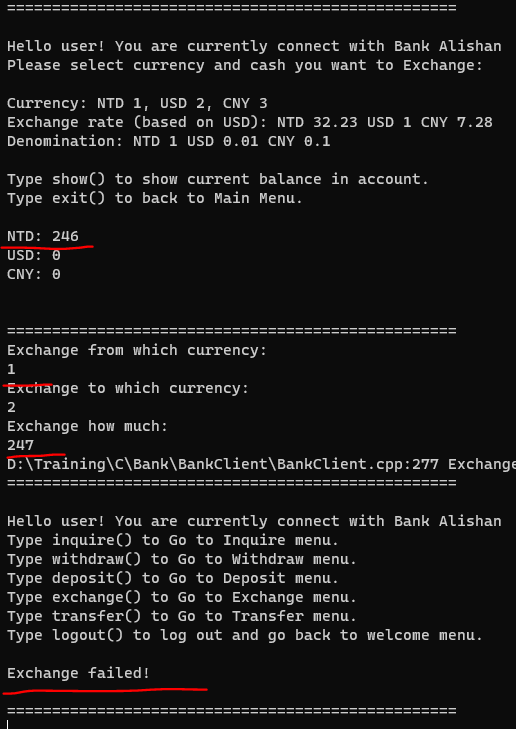 ==================================================
Hello user! You are currently connect with Bank Alishan
Please select currency and cash you want to Exchange:
Currency: NTD 1, USD 2, CNY 3
Exchange rate (based on USD): NTD 32.23 USD 1 CNY 7.28
Denomination: NTD 1 USD 0.01 CNY 0.1
Type show() to show current balance in account.
Type exit() to back to Main Menu.
NTD: 246
USD: 0
CNY: 0
==================================================
Exchange from which currency:
1
Exchange to which currency:
2
Exchange how much:
247
D:\Training\C\Bank\BankClient\BankClient.cpp:277 Exchange
==================================================
Hello user! You are currently connect with Bank Alishan
Type inquire() to Go to Inquire menu.
Type withdraw() to Go to Withdraw menu.
Type deposit() to Go to Deposit menu.
Type exchange() to Go to Exchange menu.
Type transfer() to Go to Transfer menu.
Type logout() to log out and go back to welcome menu.
Exchange failed!
==================================================